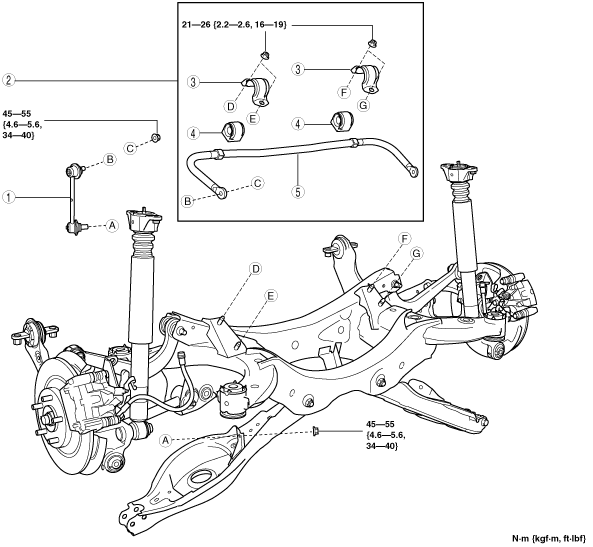 21—26 {2.2—2.6, 16—19}
2
3
3
D
E
F
G
4
4
45—55
{4.6—5.6,
34—40}
B
C
1
A
B
C
5
F
G
D
E
A
45—55
{4.6—5.6,
34—40}
N·m {kgf·m, ft·lbf}